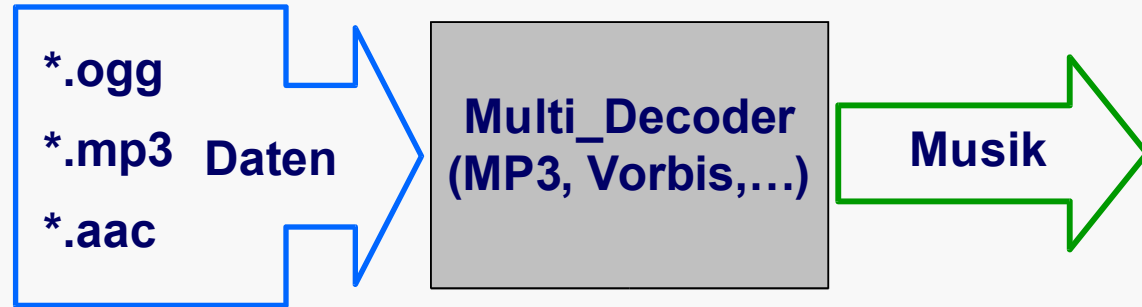 *.ogg
*.mp3 Daten
*.aac
Multi_Decoder
(MP3, Vorbis,…)
Musik